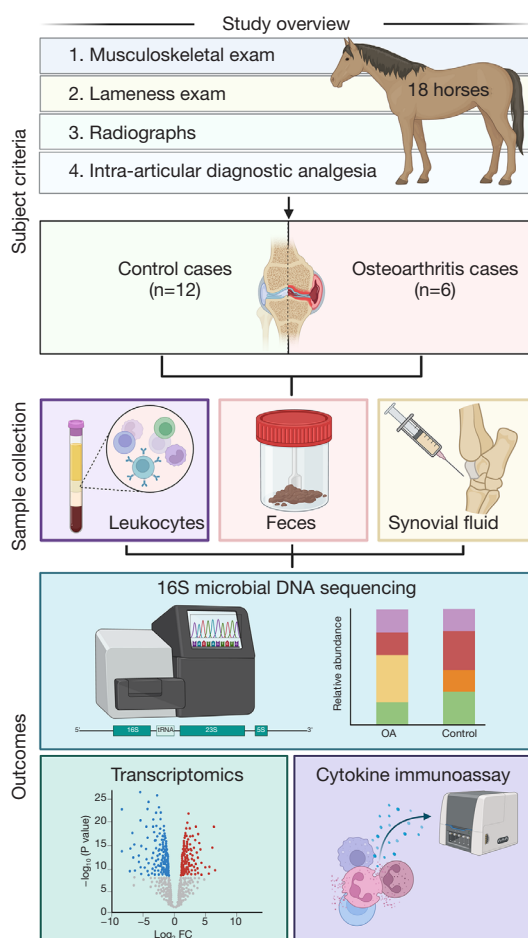 Study overview
Subject criteria
1. Musculoskeletal exam
2. Lameness exam
18 horses
3. Radiographs
4. Intra-articular diagnostic analgesia
Control cases
(n=12)
Osteoarthritis cases
(n=6)
Sample collection
Leukocytes
Feces
Synovial fluid
Outcomes
16S microbial DNA sequencing
5'
16S
tRNA
23S
5S
3'
Relative abundance
OA
Control
Transcriptomics
−log10 (P value)
25
20
15
10
5
0
−10
−5
0
5
10
Log2 FC
Cytokine immunoassay